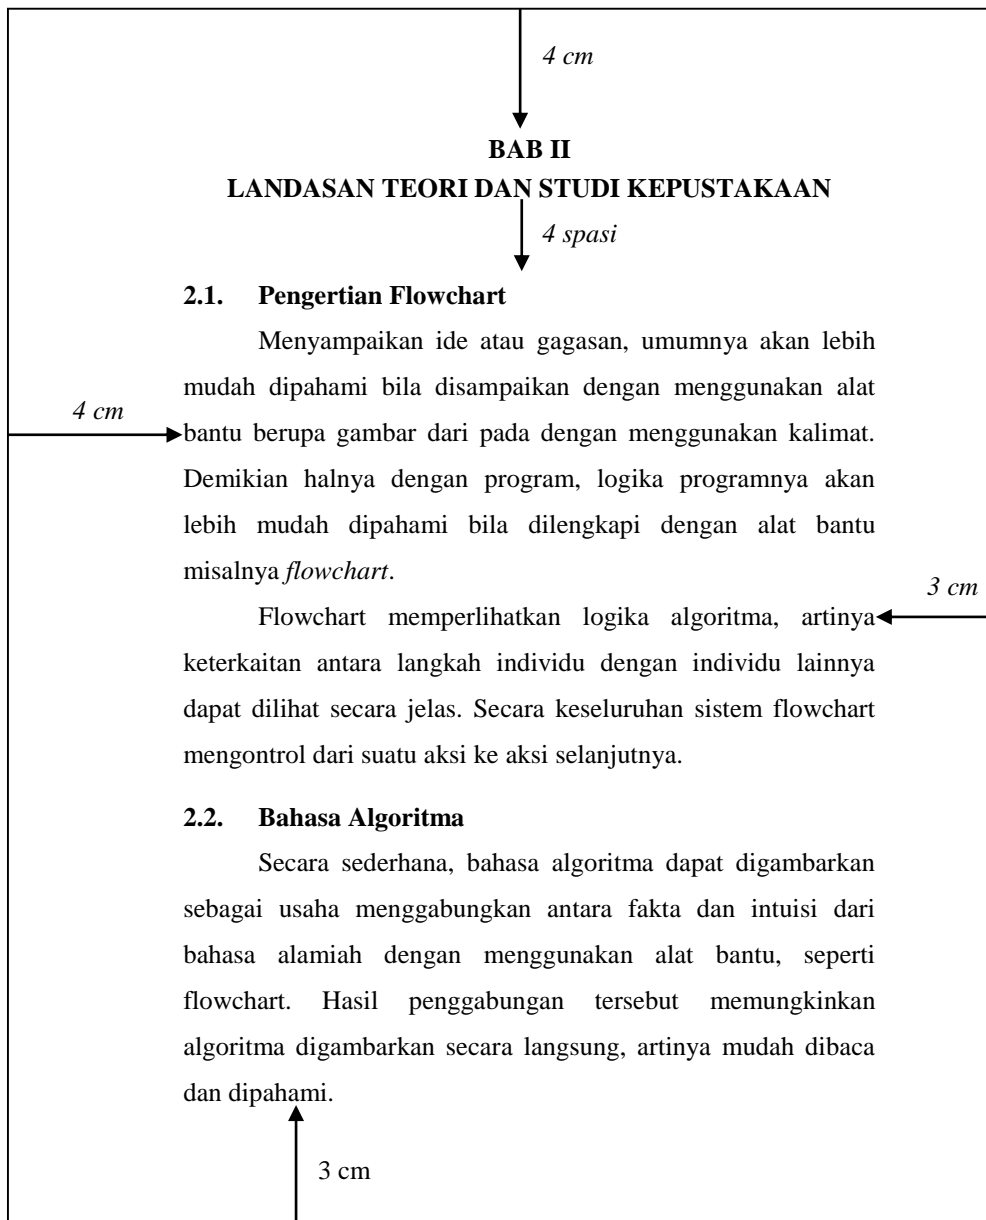 4 cm
BAB II
LANDASAN TEORI DAN STUDI KEPUSTAKAAN
4 spasi
2.1. Pengertian Flowchart
Menyampaikan ide atau gagasan, umumnya akan lebih
mudah dipahami bila disampaikan dengan menggunakan alat
4 cm
bantu berupa gambar dari pada dengan menggunakan kalimat.
Demikian halnya dengan program, logika programnya akan
lebih mudah dipahami bila dilengkapi dengan alat bantu
misalnya flowchart.
3 cm
Flowchart memperlihatkan logika algoritma, artinya
keterkaitan antara langkah individu dengan individu lainnya
dapat dilihat secara jelas. Secara keseluruhan sistem flowchart
mengontrol dari suatu aksi ke aksi selanjutnya.
2.2. Bahasa Algoritma
Secara sederhana, bahasa algoritma dapat digambarkan
sebagai usaha menggabungkan antara fakta dan intuisi dari
bahasa alamiah dengan menggunakan alat bantu, seperti
flowchart. Hasil penggabungan tersebut memungkinkan
algoritma digambarkan secara langsung, artinya mudah dibaca
dan dipahami.
3 cm